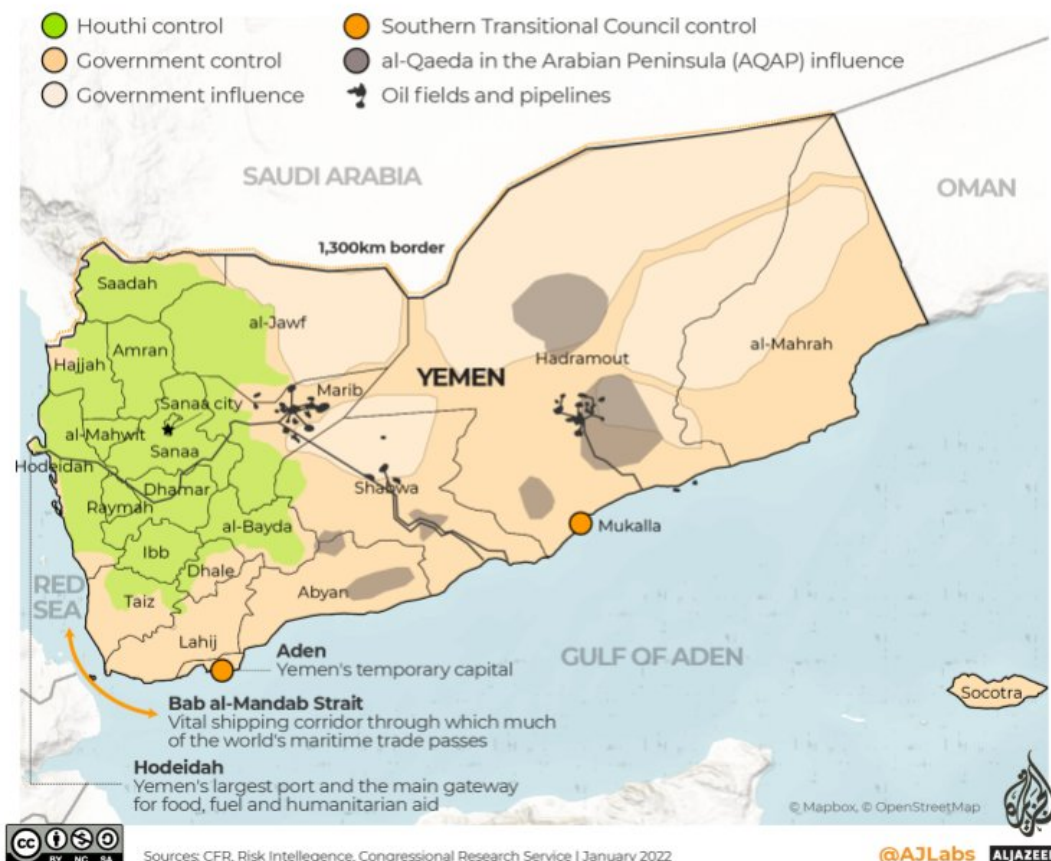 Houthi control
Government control
Government influence
Southern Transitional Council control
al-Qaeda in the Arabian Peninsula (AQAP) influence
Oil fields and pipelines
SAUDI ARABIA
OMAN
1,300km border
Saadah
al-Jawf
Amran
Hajjah
al-Mahrah
Hadramout
YEMEN
Marib
Sanaa city
al-Mahwit
Sanaa
Hodeidah
Dhamar
Shabwa
Raymah
al-Bayda
Mukalla
Ibb
Dhale
RED
SEA
Taiz
Abyan
Lahij
Aden
Yemen's temporary capital
GULF OF ADEN
Socotra
Bab al-Mandab Strait
Vital shipping corridor through which much
of the world's maritime trade passes
Hodeidah
Yemen's largest port and the main gateway
for food, fuel and humanitarian aid
© Mapbox, © OpenStreetMap
cc
BY NC SA
Sources: CFR, Risk Intellegence, Congressional Research Service | January 2022
@AJLabs
ALJAZEE